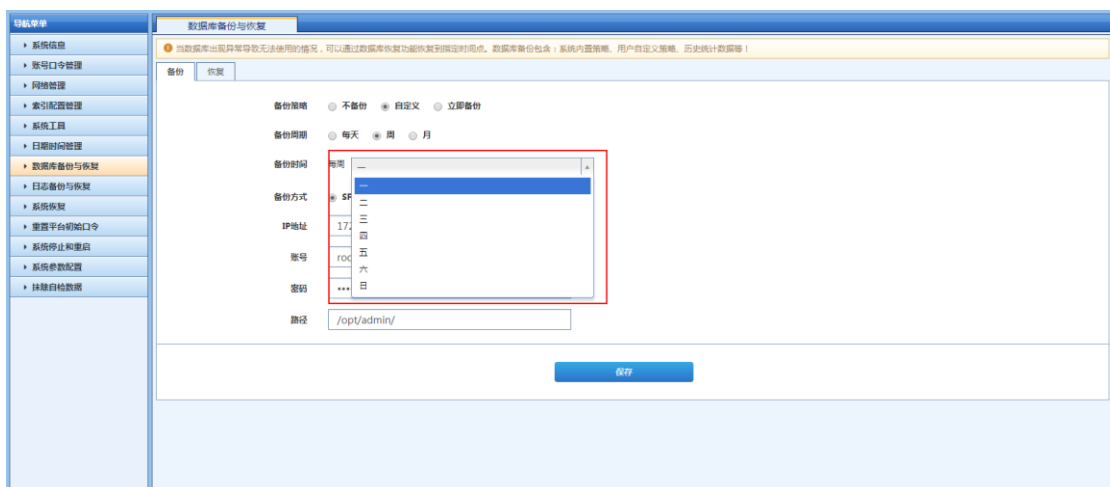 导航菜单
系统信息
账号口令管理
网络管理
索引配置管理
系统工具
日期时间管理
数据库备份与恢复
日志备份与恢复
系统恢复
重置平台初始口令
系统停止和重启
系统参数配置
抹除自检数据
数据库备份与恢复
当数据库出现异常导致无法使用的情况，可以通过数据库恢复功能恢复到指定时间点。数据库备份包含：系统内置策略、用户自定义策略、历史统计数据等！
备份 恢复
备份策略 不备份 自定义 立即备份
备份周期 每天 周 月
备份时间 每周 一
一
备份方式 SF
二
三
IP地址 172
四
账号 roo
五
六
密码 •••
日
路径 /opt/admin/
保存